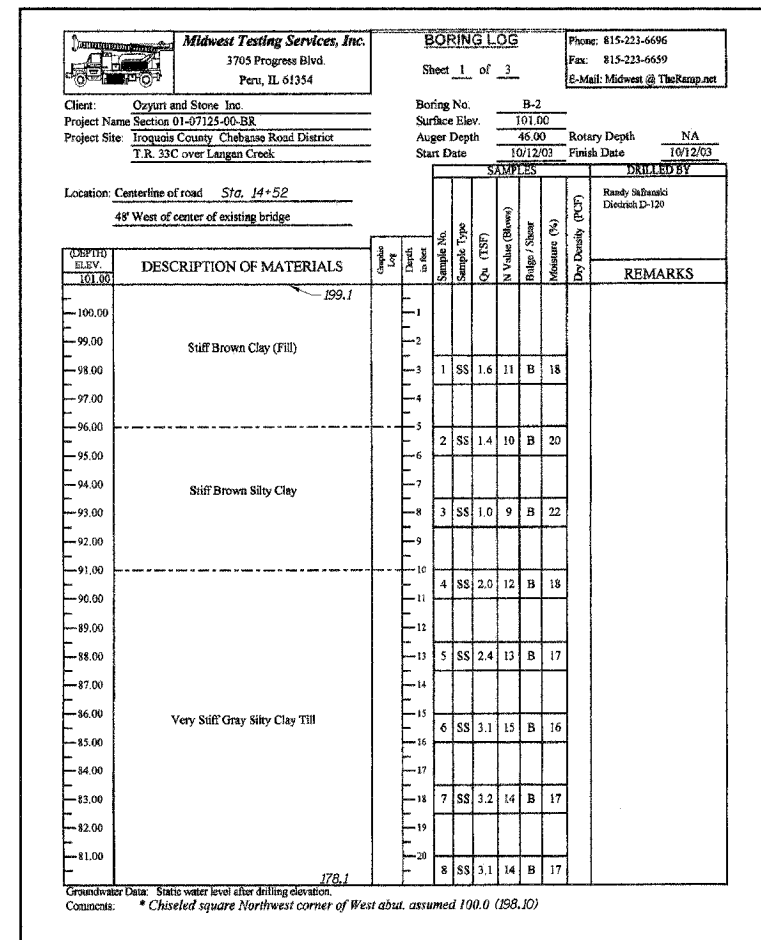 Midwest Testing Services, Inc.
3705 Progress Blvd.
Peru, IL 61354
BORING LOG
Sheet 1 of 3
Phone: 815-223-6696
Fax: 815-223-6659
E-Mail: Midwest @ TheRamp.net
Client: Ozyurt and Stone Inc.
Project Name Section 01-07125-00-BR
Project Site: Iroquois County Chebanse Road District
T.R. 33C over Langan Creek
Boring No. B-2
Surface Elev. 101.00
Auger Depth 46.00 Rotary Depth NA
Start Date 10/12/03 Finish Date 10/12/03
Location: Centerline of road Sta. 14+52
48' West of center of existing bridge
SAMPLES
DRILLED BY
Randy Safranski
Diedrich D-120
(DEPTH)
ELEV.
101.00
DESCRIPTION OF MATERIALS
Graphic Log
Depth in feet
Sample No.
Sample Type
Qu (TSF)
N Value (Blows)
Bulge / Shear
Moisture (%)
Dry Density (PCF)
REMARKS
199.1
100.00 1
99.00 2
Stiff Brown Clay (Fill)
98.00 3 1 SS 1.6 11 B 18
97.00 4
96.00 5
2 SS 1.4 10 B 20
95.00 6
94.00 7
Stiff Brown Silty Clay
93.00 8 3 SS 1.0 9 B 22
92.00 9
91.00 10
4 SS 2.0 12 B 18
90.00 11
89.00 12
88.00 13 5 SS 2.4 13 B 17
87.00 14
86.00 15
Very Stiff Gray Silty Clay Till
6 SS 3.1 15 B 16
85.00 16
84.00 17
83.00 18 7 SS 3.2 14 B 17
82.00 19
81.00 20
8 SS 3.1 14 B 17
178.1
Groundwater Data: Static water level after drilling elevation.
Comments: * Chiseled square Northwest corner of West abut. assumed 100.0 (198.10)